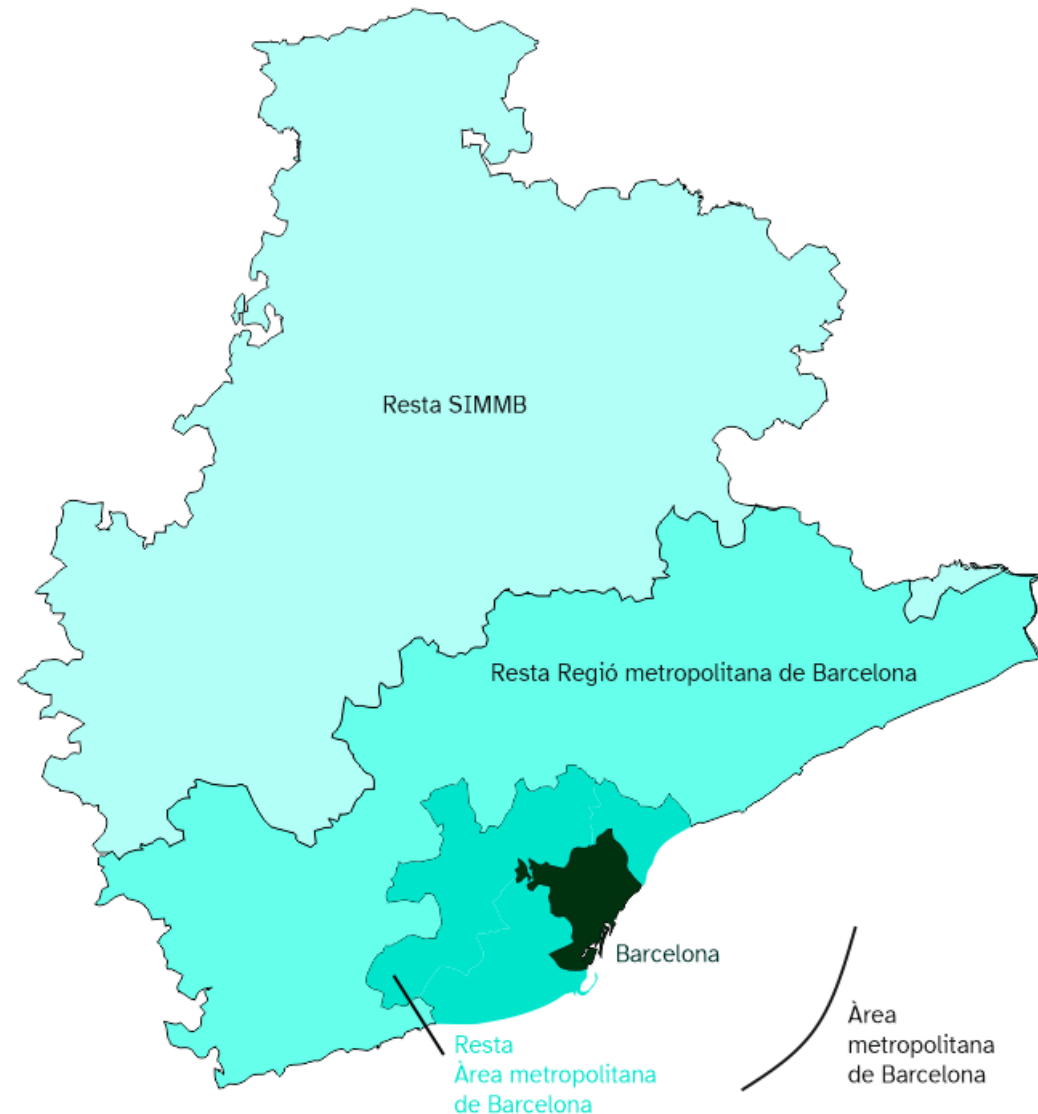 Resta SIMMB
Resta Regió metropolitana de Barcelona
Barcelona
Resta
Àrea metropolitana
de Barcelona
Àrea
metropolitana
de Barcelona